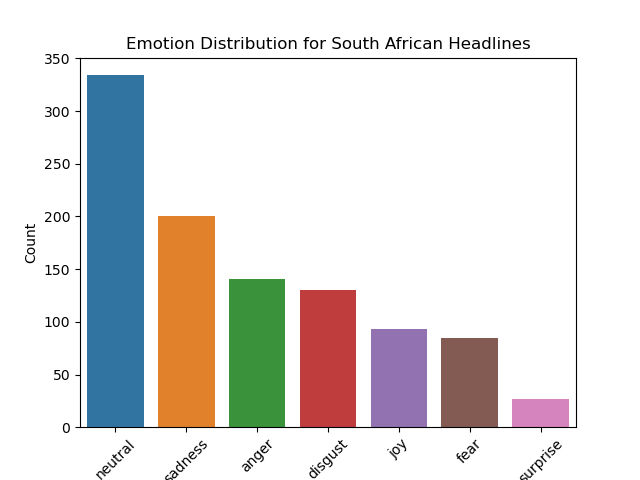 Emotion Distribution for South African Headlines
350
300
250
200
150
100
50
0
Count
neutral
sadness
anger
disgust
joy
fear
surprise